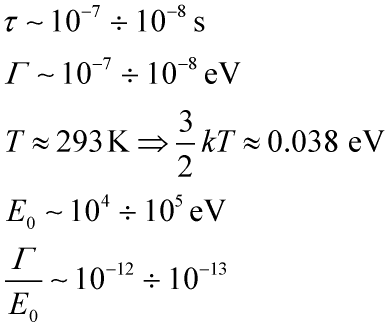 τ ~ 10⁻⁷ ÷ 10⁻⁸ s
Γ ~ 10⁻⁷ ÷ 10⁻⁸ eV
T ≈ 293 K ⇒ 3/2 kT ≈ 0.038 eV
E₀ ~ 10⁴ ÷ 10⁵ eV
Γ/E₀ ~ 10⁻¹² ÷ 10⁻¹³